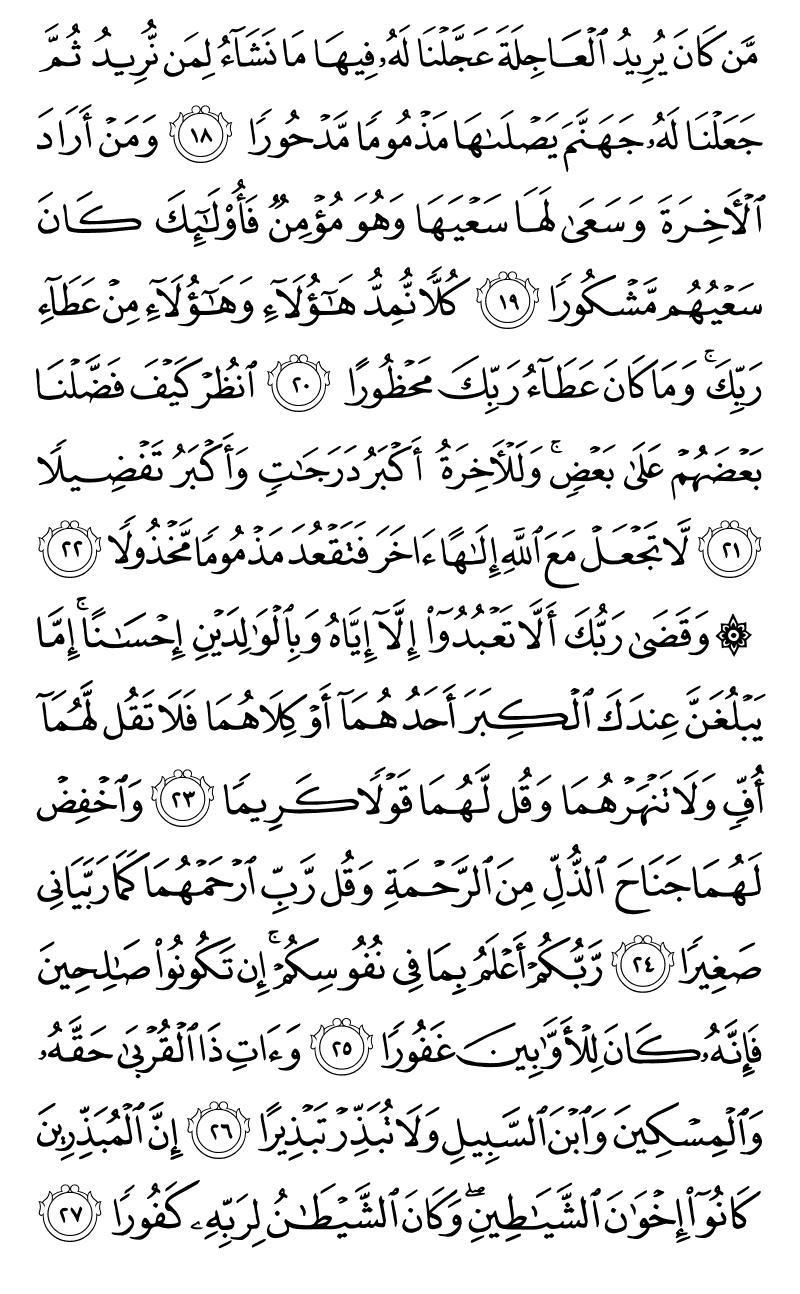 مَّن كَانَ يُرِيدُ ٱلۡعَاجِلَةَ عَجَّلۡنَا لَهُۥ فِيهَا مَا نَشَآءُ لِمَن نُّرِيدُ ثُمَّ
جَعَلۡنَا لَهُۥ جَهَنَّمَ يَصۡلَىٰهَا مَذۡمُومٗا مَّدۡحُورٗا ١٨ وَمَنۡ أَرَادَ
ٱلۡأٓخِرَةَ وَسَعَىٰ لَهَا سَعۡيَهَا وَهُوَ مُؤۡمِنٞ فَأُوْلَـٰٓئِكَ كَانَ
سَعۡيُهُم مَّشۡكُورٗا ١٩ كُلّٗا نُّمِدُّ هَـٰٓؤُلَآءِ وَهَـٰٓؤُلَآءِ مِنۡ عَطَآءِ
رَبِّكَۚ وَمَا كَانَ عَطَآءُ رَبِّكَ مَحۡظُورًا ٢٠ ٱنظُرۡ كَيۡفَ فَضَّلۡنَا
بَعۡضَهُمۡ عَلَىٰ بَعۡضٖۚ وَلَلۡأٓخِرَةُ أَكۡبَرُ دَرَجَٰتٖ وَأَكۡبَرُ تَفۡضِيلٗا
٢١ لَّا تَجۡعَلۡ مَعَ ٱللَّهِ إِلَٰهًا ءَاخَرَ فَتَقۡعُدَ مَذۡمُومٗا مَّخۡذُولٗا ٢٢
۞ وَقَضَىٰ رَبُّكَ أَلَّا تَعۡبُدُوٓاْ إِلَّآ إِيَّاهُ وَبِٱلۡوَٰلِدَيۡنِ إِحۡسَٰنًاۚ إِمَّا
يَبۡلُغَنَّ عِندَكَ ٱلۡكِبَرَ أَحَدُهُمَآ أَوۡ كِلَاهُمَا فَلَا تَقُل لَّهُمَآ
أُفّٖ وَلَا تَنۡهَرۡهُمَا وَقُل لَّهُمَا قَوۡلٗا كَرِيمٗا ٢٣ وَٱخۡفِضۡ
لَهُمَا جَنَاحَ ٱلذُّلِّ مِنَ ٱلرَّحۡمَةِ وَقُل رَّبِّ ٱرۡحَمۡهُمَا كَمَا رَبَّيَانِي
صَغِيرٗا ٢٤ رَّبُّكُمۡ أَعۡلَمُ بِمَا فِي نُفُوسِكُمۡۚ إِن تَكُونُواْ صَٰلِحِينَ
فَإِنَّهُۥ كَانَ لِلۡأَوَّٰبِينَ غَفُورٗا ٢٥ وَءَاتِ ذَا ٱلۡقُرۡبَىٰ حَقَّهُۥ
وَٱلۡمِسۡكِينَ وَٱبۡنَ ٱلسَّبِيلِ وَلَا تُبَذِّرۡ تَبۡذِيرًا ٢٦ إِنَّ ٱلۡمُبَذِّرِينَ
كَانُوٓاْ إِخۡوَٰنَ ٱلشَّيَٰطِينِۖ وَكَانَ ٱلشَّيۡطَٰنُ لِرَبِّهِۦ كَفُورٗا ٢٧